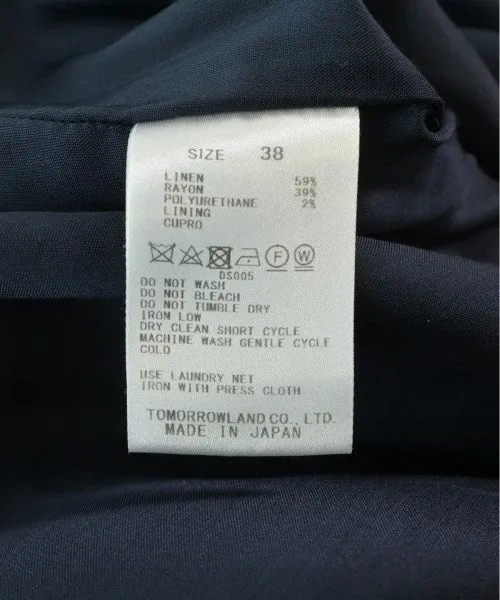 SIZE 38
LINEN 59%
RAYON 39%
POLYURETHANE 2%
LINING
CUPRO
F W
DS005
DO NOT WASH
DO NOT BLEACH
DO NOT TUMBLE DRY
IRON LOW
DRY CLEAN SHORT CYCLE
MACHINE WASH GENTLE CYCLE
COLD
USE LAUNDRY NET
IRON WITH PRESS CLOTH
TOMORROWLAND CO., LTD.
MADE IN JAPAN